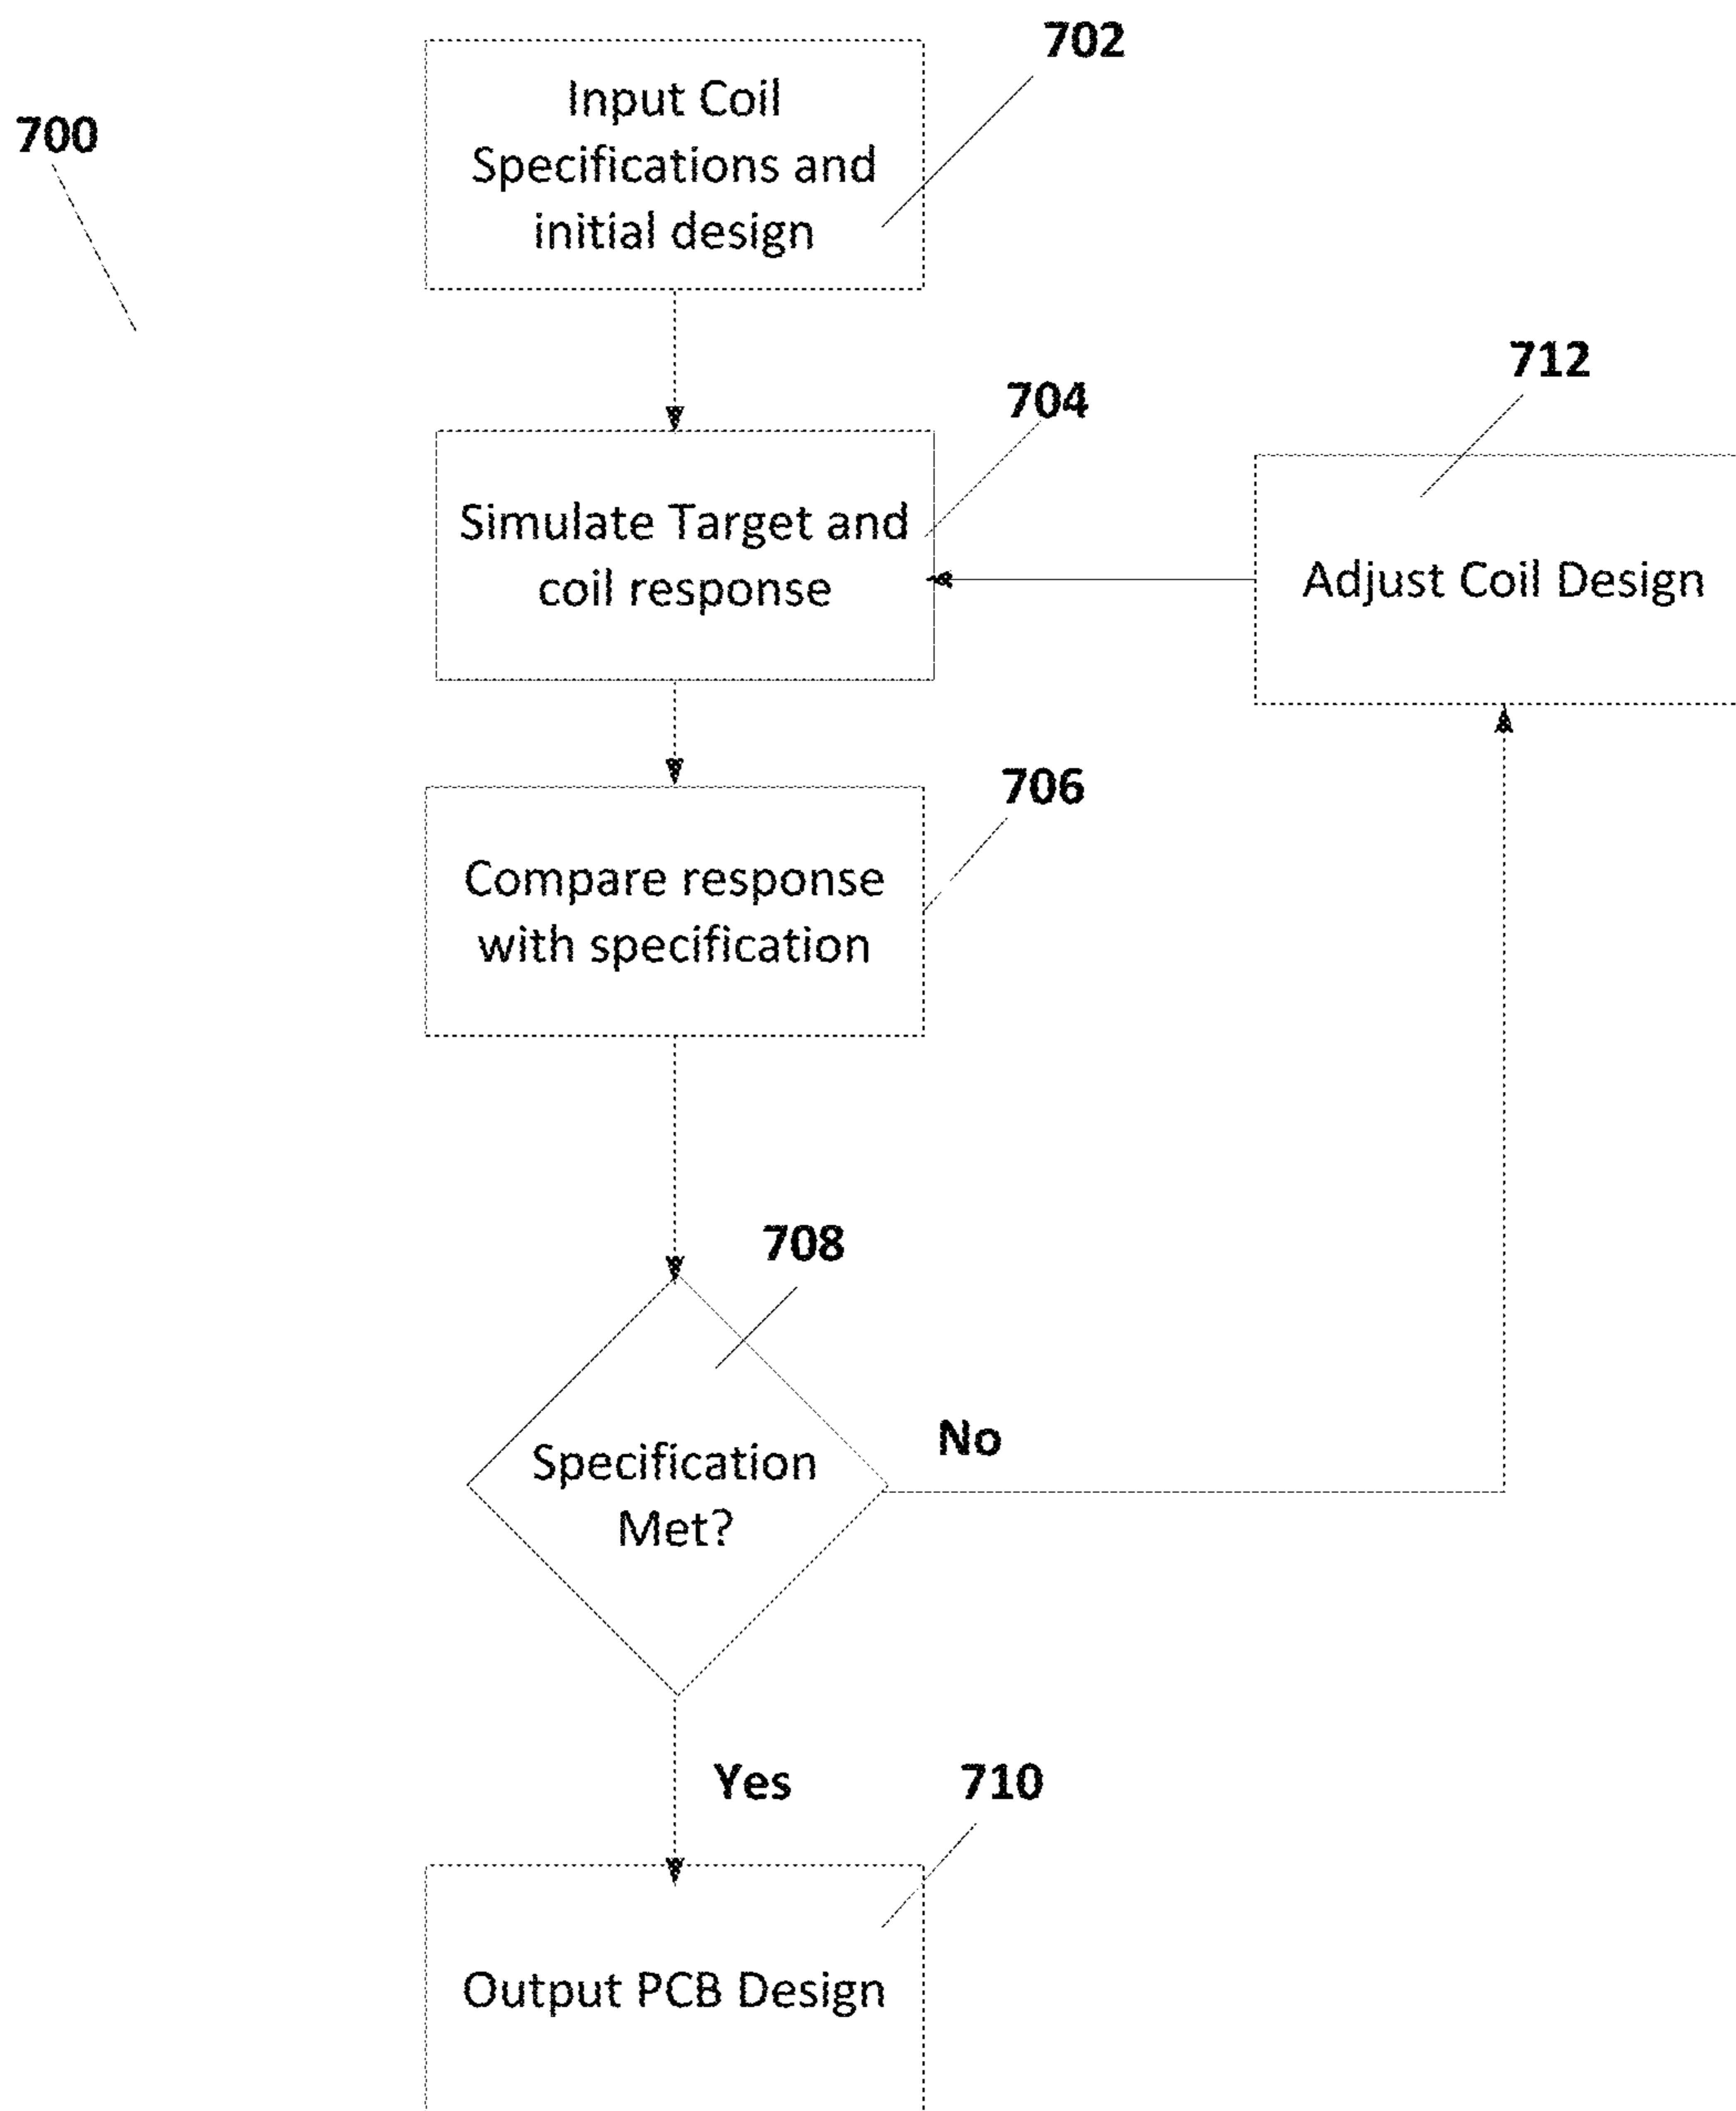 702
700
Input Coil
Specifications and
initial design
712
704
Simulate Target and
coil response
Adjust Coil Design
706
Compare response
with specification
708
No
Specification
Met?
Yes
710
Output PCB Design